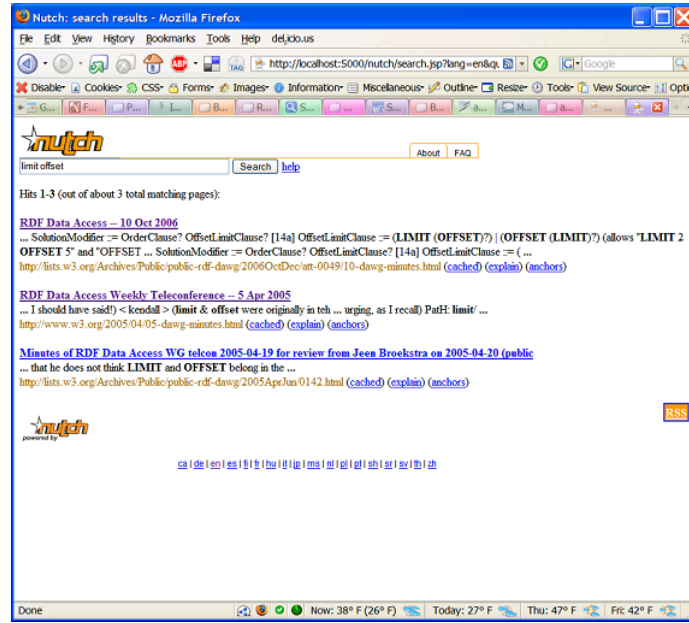 Nutch: search results - Mozilla Firefox
File Edit View History Bookmarks Tools Help del.icio.us
http://localhost:5000/nutch/search.jsp?lang=en&qu Google
Disable Cookies CSS Forms Images Information Miscellaneous Outline Resize Tools View Source Opti
G... F... P... I... B... R... S... ... S... B... a... M... a... ... ...
nutch
About FAQ
limit offset Search help
Hits 1-3 (out of about 3 total matching pages):
RDF Data Access -- 10 Oct 2006
... SolutionModifier ::= OrderClause? OffsetLimitClause? [14a] OffsetLimitClause ::= (LIMIT (OFFSET)?) | (OFFSET (LIMIT)?) (allows "LIMIT 2
OFFSET 5" and "OFFSET ... SolutionModifier ::= OrderClause? OffsetLimitClause? [14a] OffsetLimitClause ::= ( ...
http://lists.w3.org/Archives/Public/public-rdf-dawg/2006OctDec/att-0049/10-dawg-minutes.html (cached) (explain) (anchors)
RDF Data Access Weekly Teleconference -- 5 Apr 2005
... I should have said!) < kendall > (limit & offset were originally in teh ... urging, as I recall) PatH: limit/ ...
http://www.w3.org/2005/04/05-dawg-minutes.html (cached) (explain) (anchors)
Minutes of RDF Data Access WG telcon 2005-04-19 for review from Jeen Broekstra on 2005-04-20 (public
... that he does not think LIMIT and OFFSET belong in the ...
http://lists.w3.org/Archives/Public/public-rdf-dawg/2005AprJun/0142.html (cached) (explain) (anchors)
RSS
powered by nutch
ca | de | en | es | fi | fr | hu | it | jp | ms | nl | pl | pt | sh | sr | sv | th | zh
Done Now: 38° F (26° F) Today: 27° F Thu: 47° F Fri: 42° F